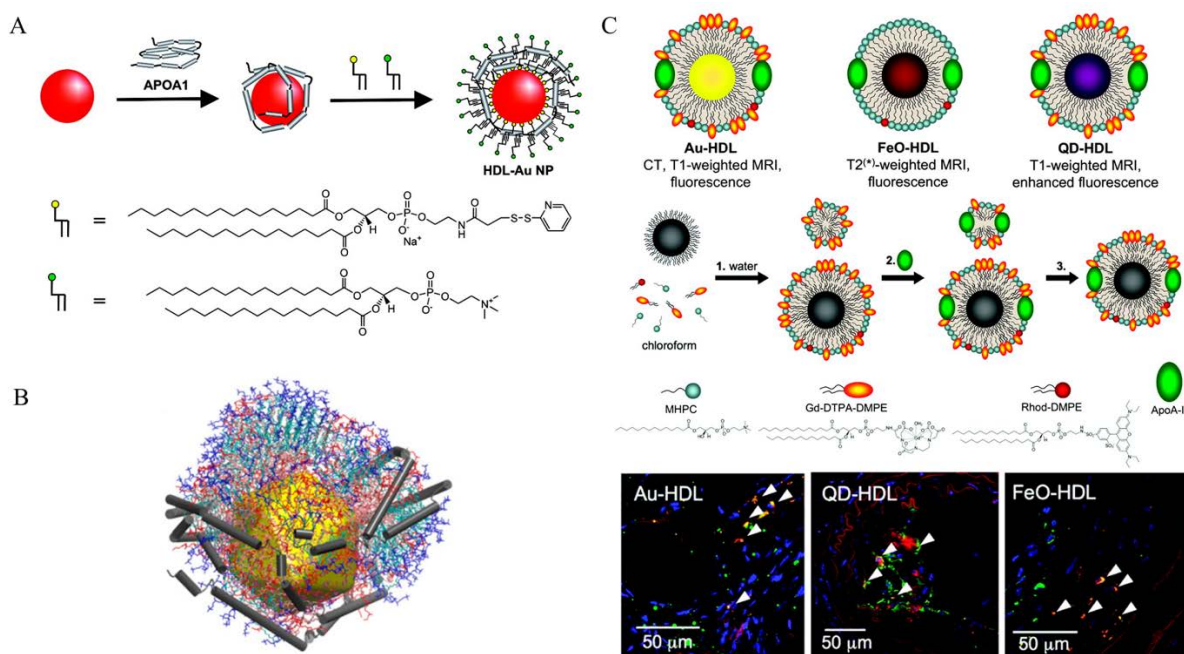 A
APOA1
HDL-Au NP
=
O
O
O
H
O
O
O
P
O
O-
Na+
N
H
O
S-S
N
=
O
O
O
H
O
O
O
P
O
O-
N+
B
C
Au-HDL
CT, T1-weighted MRI,
fluorescence
FeO-HDL
T2(*)-weighted MRI,
fluorescence
QD-HDL
T1-weighted MRI,
enhanced fluorescence
1. water
2.
3.
chloroform
MHPC
Gd-DTPA-DMPE
Rhod-DMPE
ApoA-I
Au-HDL
50 μm
QD-HDL
50 μm
FeO-HDL
50 μm